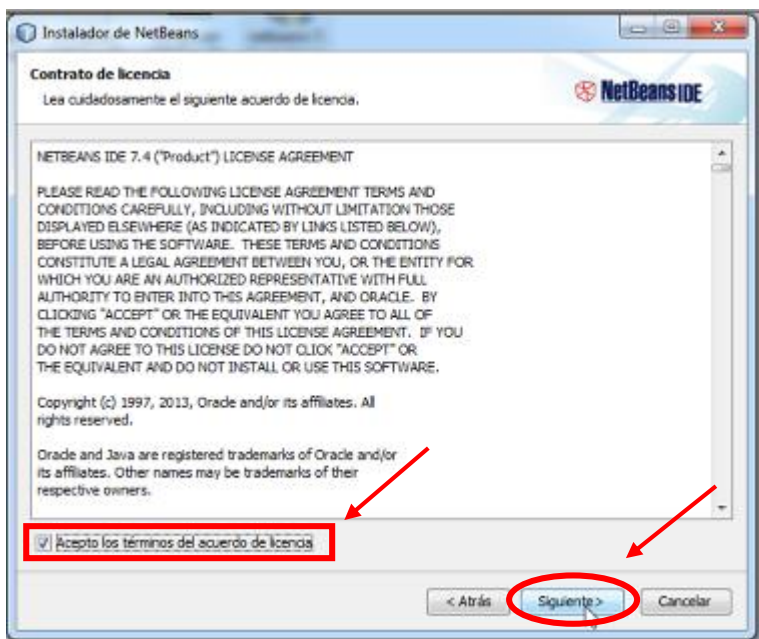 Instalador de NetBeans
Contrato de licencia
Lea cuidadosamente el siguiente acuerdo de licencia.
NetBeans IDE
NETBEANS IDE 7.4 ("Product") LICENSE AGREEMENT
PLEASE READ THE FOLLOWING LICENSE AGREEMENT TERMS AND
CONDITIONS CAREFULLY, INCLUDING WITHOUT LIMITATION THOSE
DISPLAYED ELSEWHERE (AS INDICATED BY LINKS LISTED BELOW),
BEFORE USING THE SOFTWARE. THESE TERMS AND CONDITIONS
CONSTITUTE A LEGAL AGREEMENT BETWEEN YOU, OR THE ENTITY FOR
WHICH YOU ARE AN AUTHORIZED REPRESENTATIVE WITH FULL
AUTHORITY TO ENTER INTO THIS AGREEMENT, AND ORACLE. BY
CLICKING "ACCEPT" OR THE EQUIVALENT YOU AGREE TO ALL OF
THE TERMS AND CONDITIONS OF THIS LICENSE AGREEMENT. IF YOU
DO NOT AGREE TO THIS LICENSE DO NOT CLICK "ACCEPT" OR
THE EQUIVALENT AND DO NOT INSTALL OR USE THIS SOFTWARE.
Copyright (c) 1997, 2013, Oracle and/or its affiliates. All
rights reserved.
Oracle and Java are registered trademarks of Oracle and/or
its affiliates. Other names may be trademarks of their
respective owners.
Acepto los términos del acuerdo de licencia
< Atrás Siguiente > Cancelar